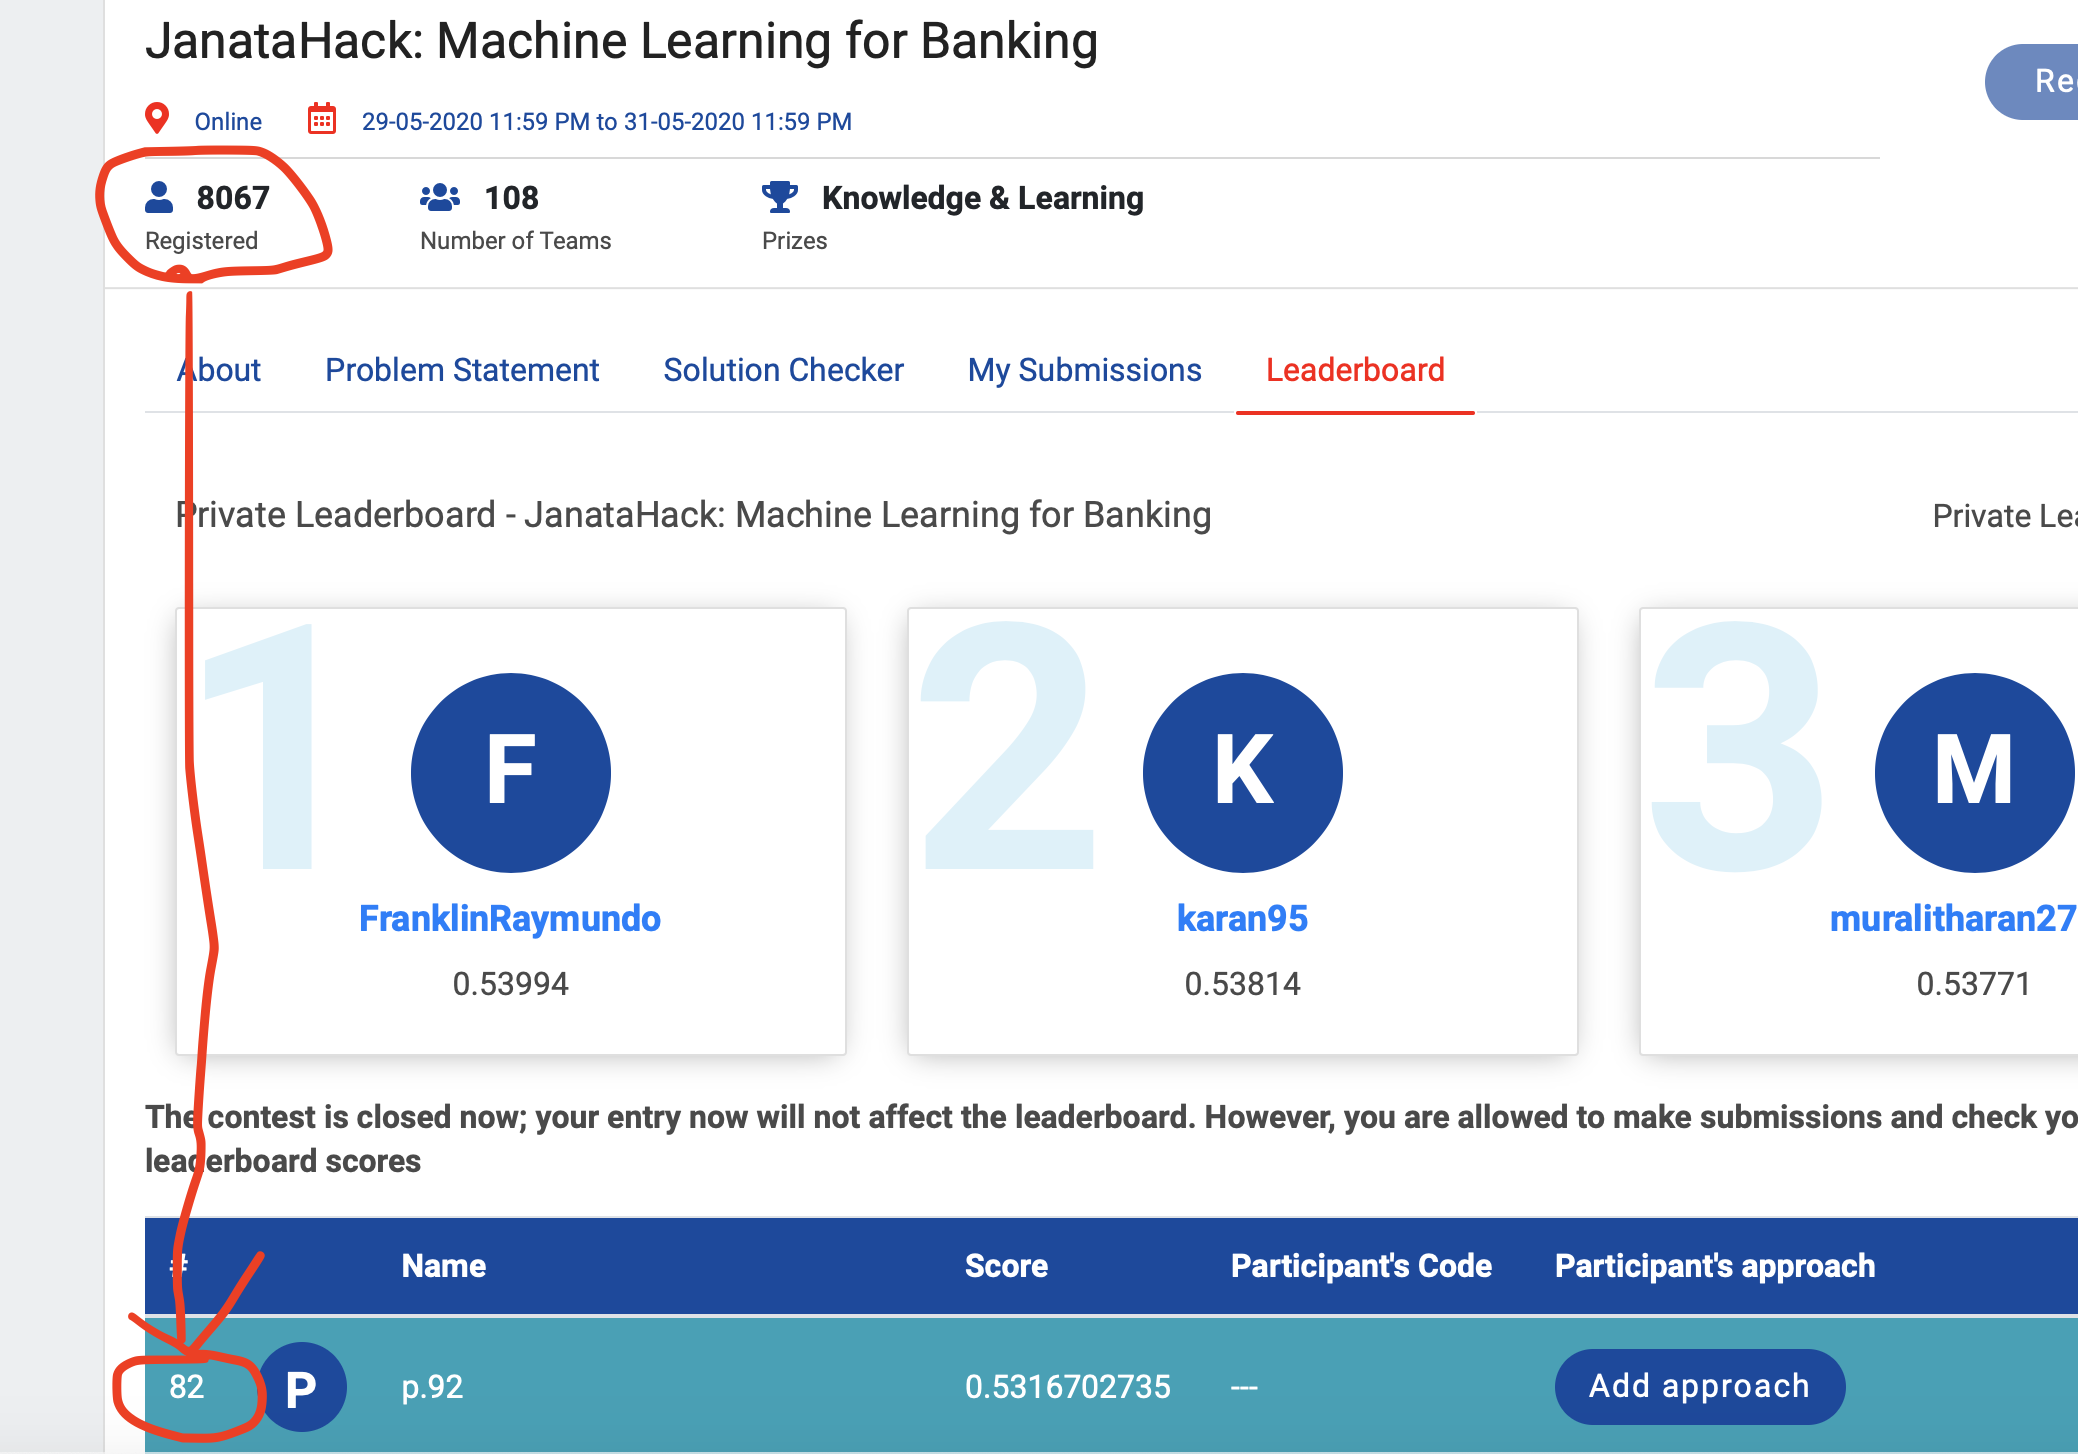 JanataHack: Machine Learning for Banking
Online 29-05-2020 11:59 PM to 31-05-2020 11:59 PM
8067 108 Knowledge & Learning
Registered Number of Teams Prizes
About Problem Statement Solution Checker My Submissions Leaderboard
Private Leaderboard - JanataHack: Machine Learning for Banking Private
1 2 3
F K M
FranklinRaymundo karan95 muralitharan27
0.53994 0.53814 0.53771
The contest is closed now; your entry now will not affect the leaderboard. However, you are allowed to make submissions and check
leaderboard scores
# Name Score Participant's Code Participant's approach
82 P p.92 0.5316702735 --- Add approach